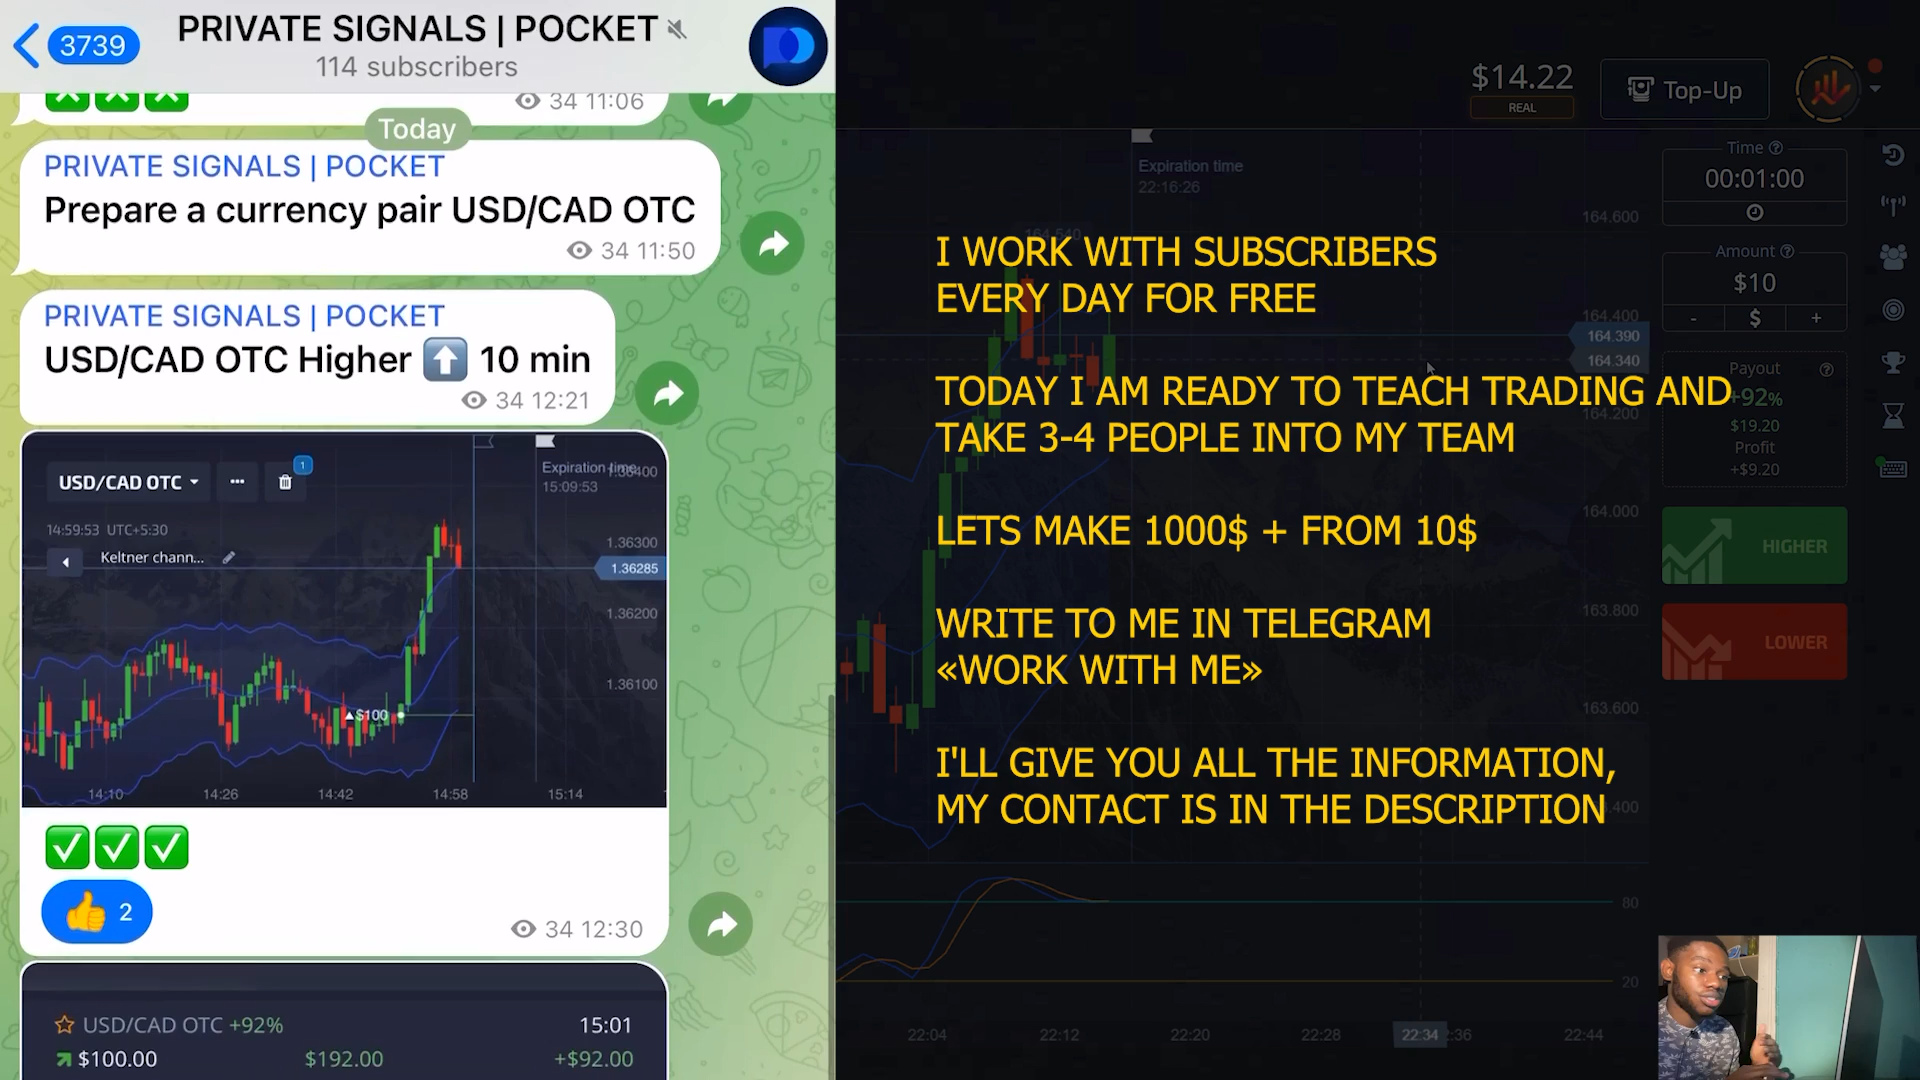 3739
PRIVATE SIGNALS | POCKET
114 subscribers
34 11:06
Today
PRIVATE SIGNALS | POCKET
Prepare a currency pair USD/CAD OTC
34 11:50
PRIVATE SIGNALS | POCKET
USD/CAD OTC Higher ⬆️ 10 min
34 12:21
USD/CAD OTC
1
Expiration time
15:09:53
14:59:53 UTC+5:30
Keltner chann...
1.36400
1.36300
1.36285
1.36200
1.36100
$100
14:10
14:26
14:42
14:58
15:14
✅✅✅
👍 2
34 12:30
USD/CAD OTC +92%
15:01
$100.00
$192.00
+$92.00
$14.22
REAL
Top-Up
Expiration time
22:16:26
164.540
164.600
164.400
164.390
164.340
164.200
164.000
163.800
163.600
.400
80
20
22:04
22:12
22:20
22:28
22:34
:36
22:44
Time
00:01:00
Amount
$10
- $ +
Payout
+92%
$19.20
Profit
+$9.20
HIGHER
LOWER
I WORK WITH SUBSCRIBERS
EVERY DAY FOR FREE
TODAY I AM READY TO TEACH TRADING AND
TAKE 3-4 PEOPLE INTO MY TEAM
LETS MAKE 1000$ + FROM 10$
WRITE TO ME IN TELEGRAM
«WORK WITH ME»
I'LL GIVE YOU ALL THE INFORMATION,
MY CONTACT IS IN THE DESCRIPTION